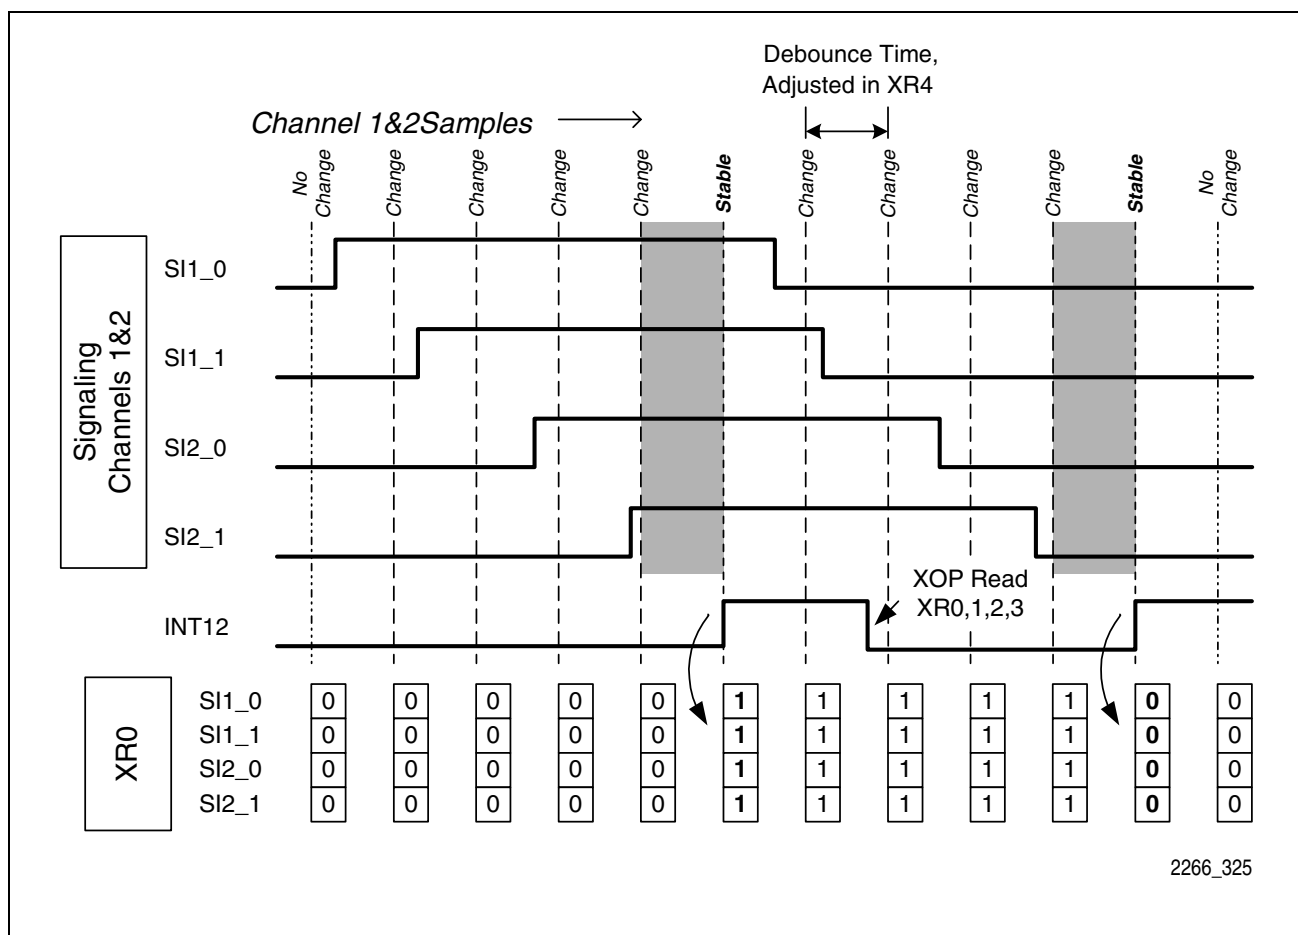 Debounce Time,
Adjusted in XR4
Channel 1&2Samples
No
Change
Change
Change
Change
Change
Stable
Change
Change
Change
Change
Stable
No
Change
Signaling
Channels 1&2
SI1_0
SI1_1
SI2_0
SI2_1
INT12
XOP Read
XR0,1,2,3
XR0
SI1_0 0 0 0 0 0 1 1 1 1 1 0 0
SI1_1 0 0 0 0 0 1 1 1 1 1 0 0
SI2_0 0 0 0 0 0 1 1 1 1 1 0 0
SI2_1 0 0 0 0 0 1 1 1 1 1 0 0
2266_325